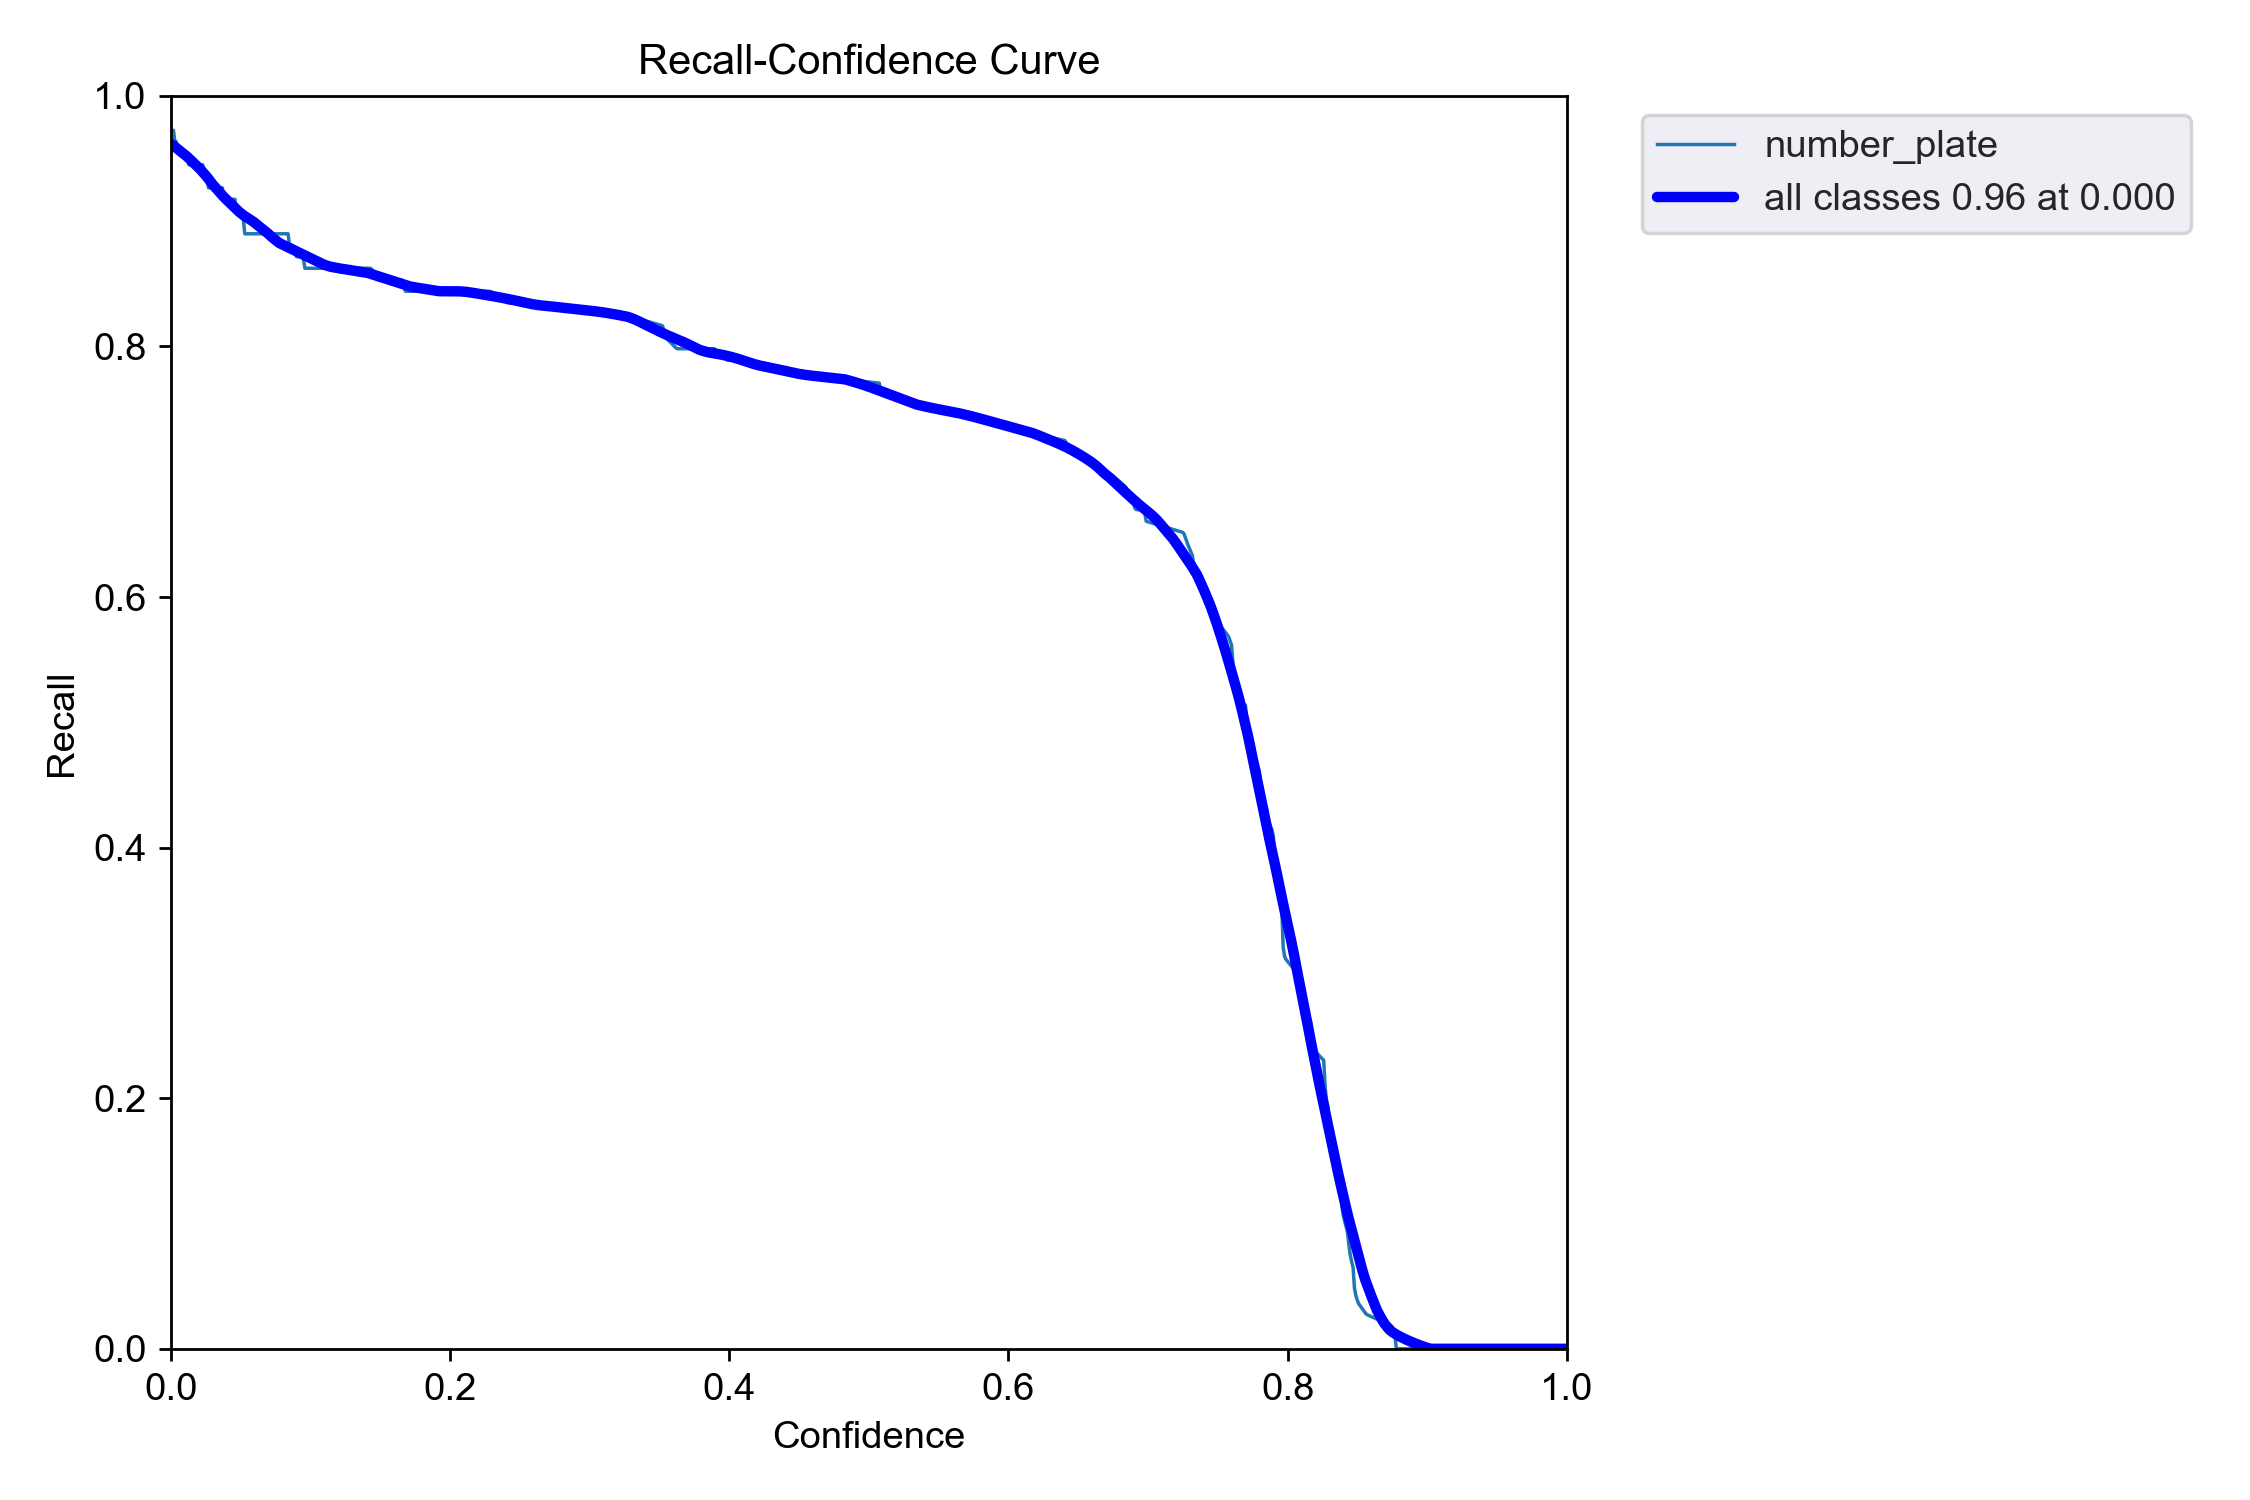 Recall-Confidence Curve
1.0
0.8
0.6
0.4
0.2
0.0
Recall
0.0 0.2 0.4 0.6 0.8 1.0
Confidence
number_plate
all classes 0.96 at 0.000